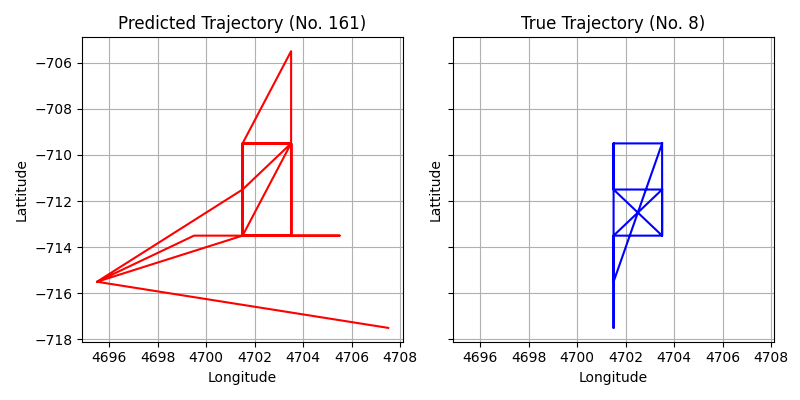 Predicted Trajectory (No. 161)
True Trajectory (No. 8)
−706
−708
−710
−712
−714
−716
−718
Lattitude
Lattitude
4696 4698 4700 4702 4704 4706 4708
4696 4698 4700 4702 4704 4706 4708
Longitude
Longitude